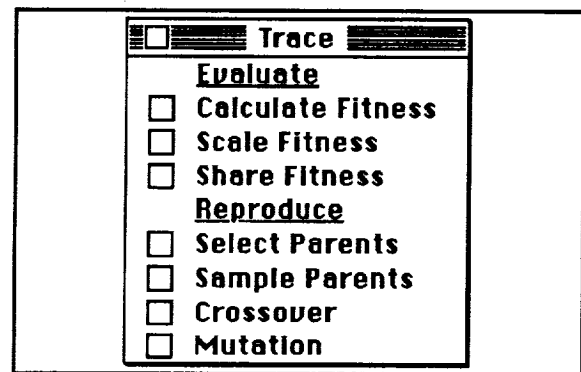 Trace
Evaluate
Calculate Fitness
Scale Fitness
Share Fitness
Reproduce
Select Parents
Sample Parents
Crossover
Mutation